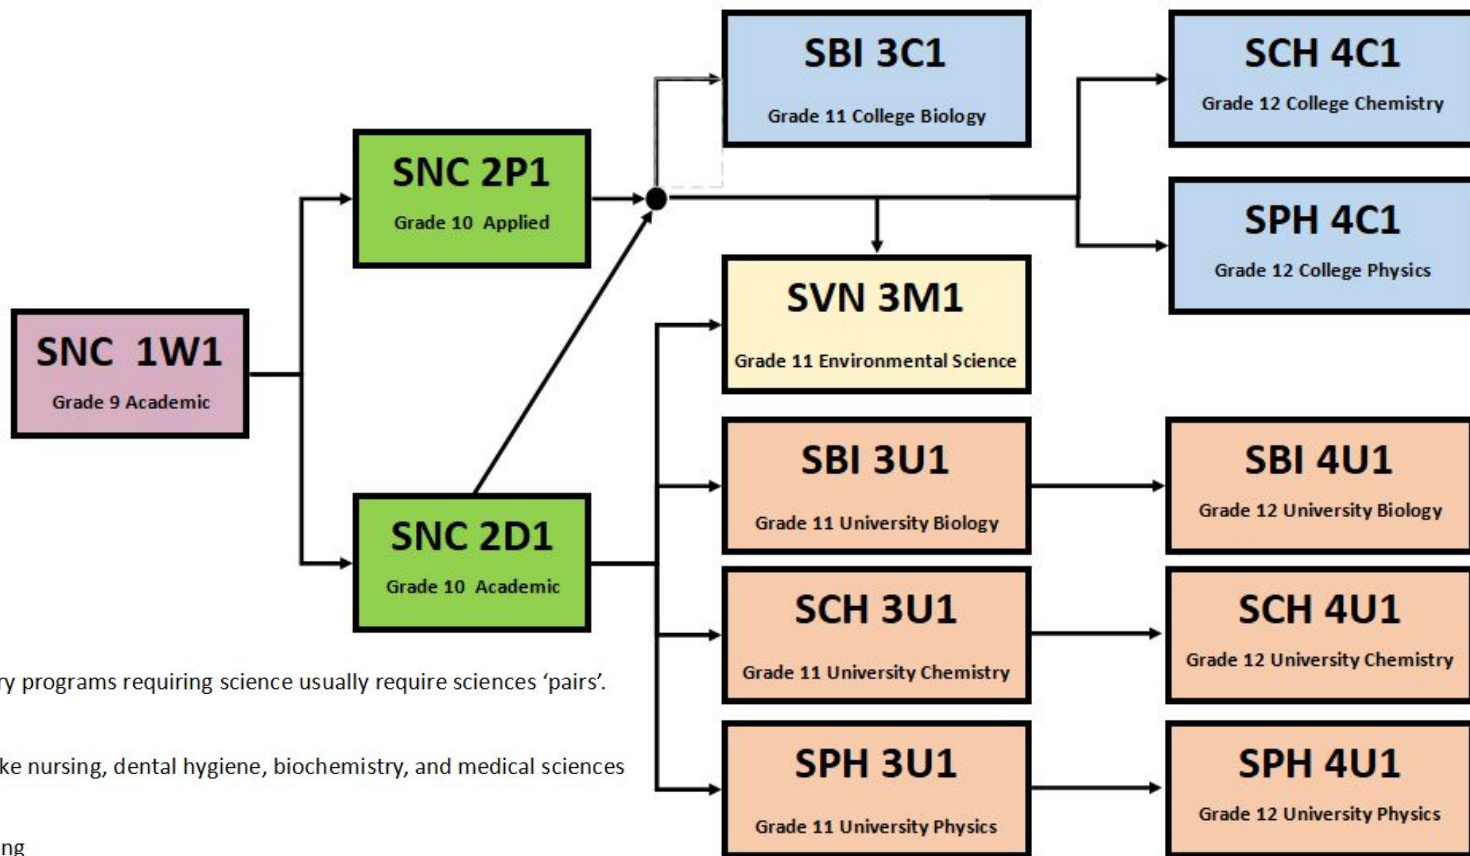 SBI 3C1
Grade 11 College Biology
SCH 4C1
Grade 12 College Chemistry
SNC 2P1
Grade 10 Applied
SPH 4C1
Grade 12 College Physics
SVN 3M1
Grade 11 Environmental Science
SNC 1W1
Grade 9 Academic
SBI 3U1
Grade 11 University Biology
SBI 4U1
Grade 12 University Biology
SNC 2D1
Grade 10 Academic
SCH 3U1
Grade 11 University Chemistry
SCH 4U1
Grade 12 University Chemistry
programs requiring science usually require sciences ‘pairs’.
nursing, dental hygiene, biochemistry, and medical sciences
SPH 3U1
Grade 11 University Physics
SPH 4U1
Grade 12 University Physics